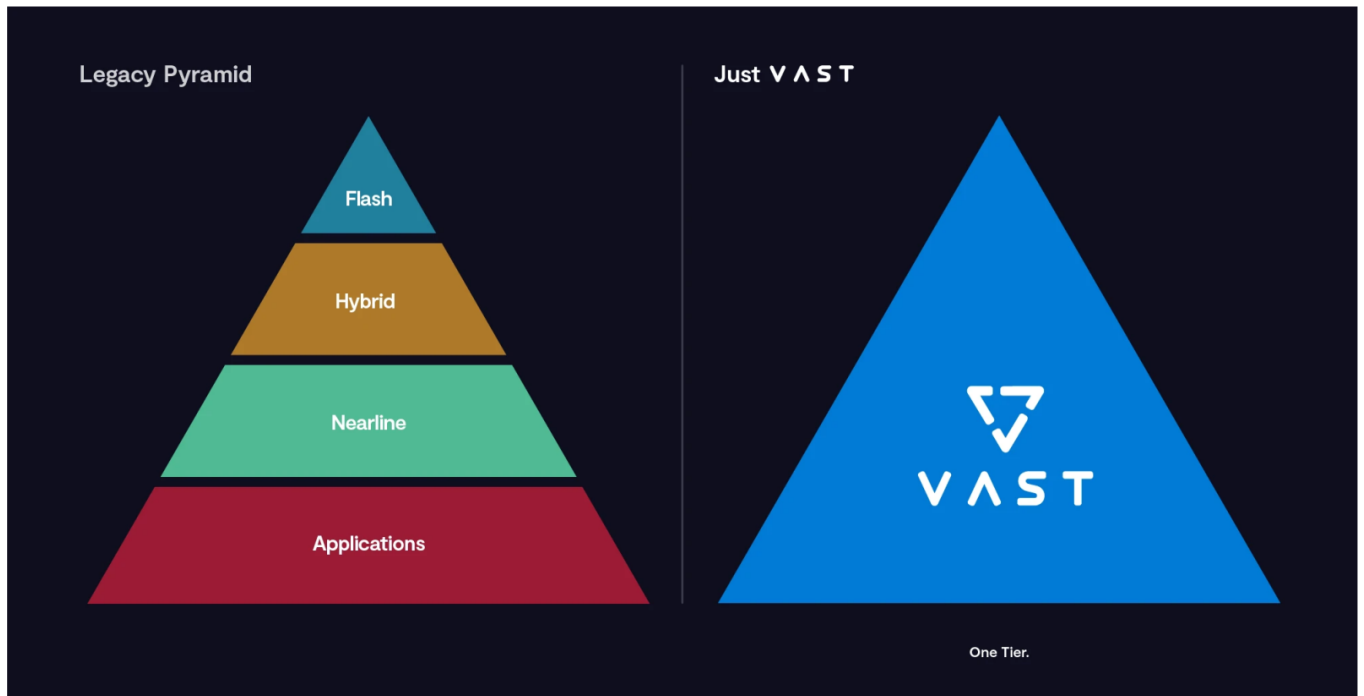 Legacy Pyramid
Flash
Hybrid
Nearline
Applications
Just VAST
VAST
One Tier.